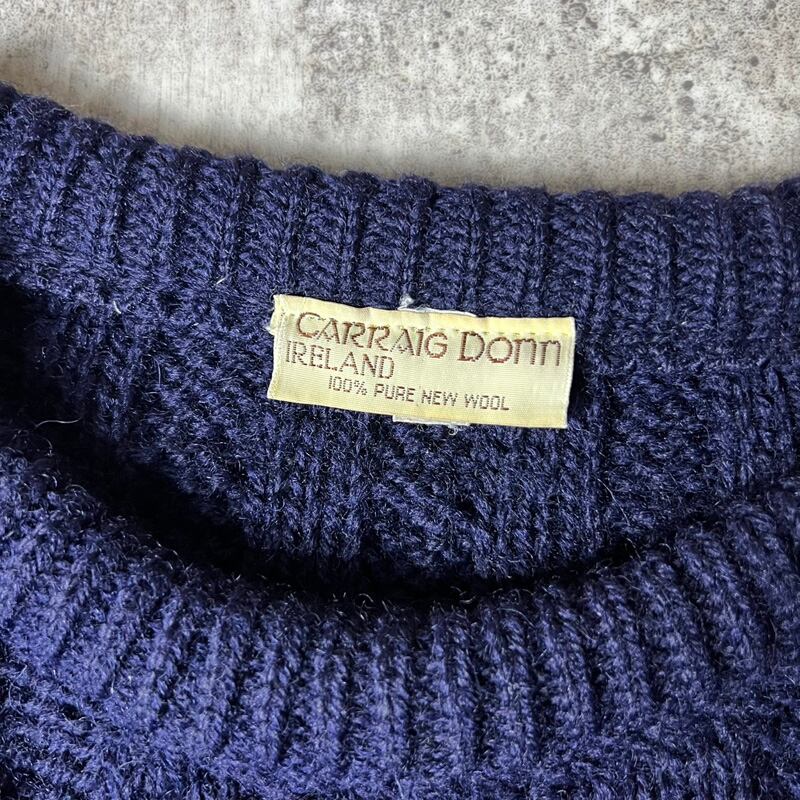 CARRAIG DONN
IRELAND
100% PURE NEW WOOL